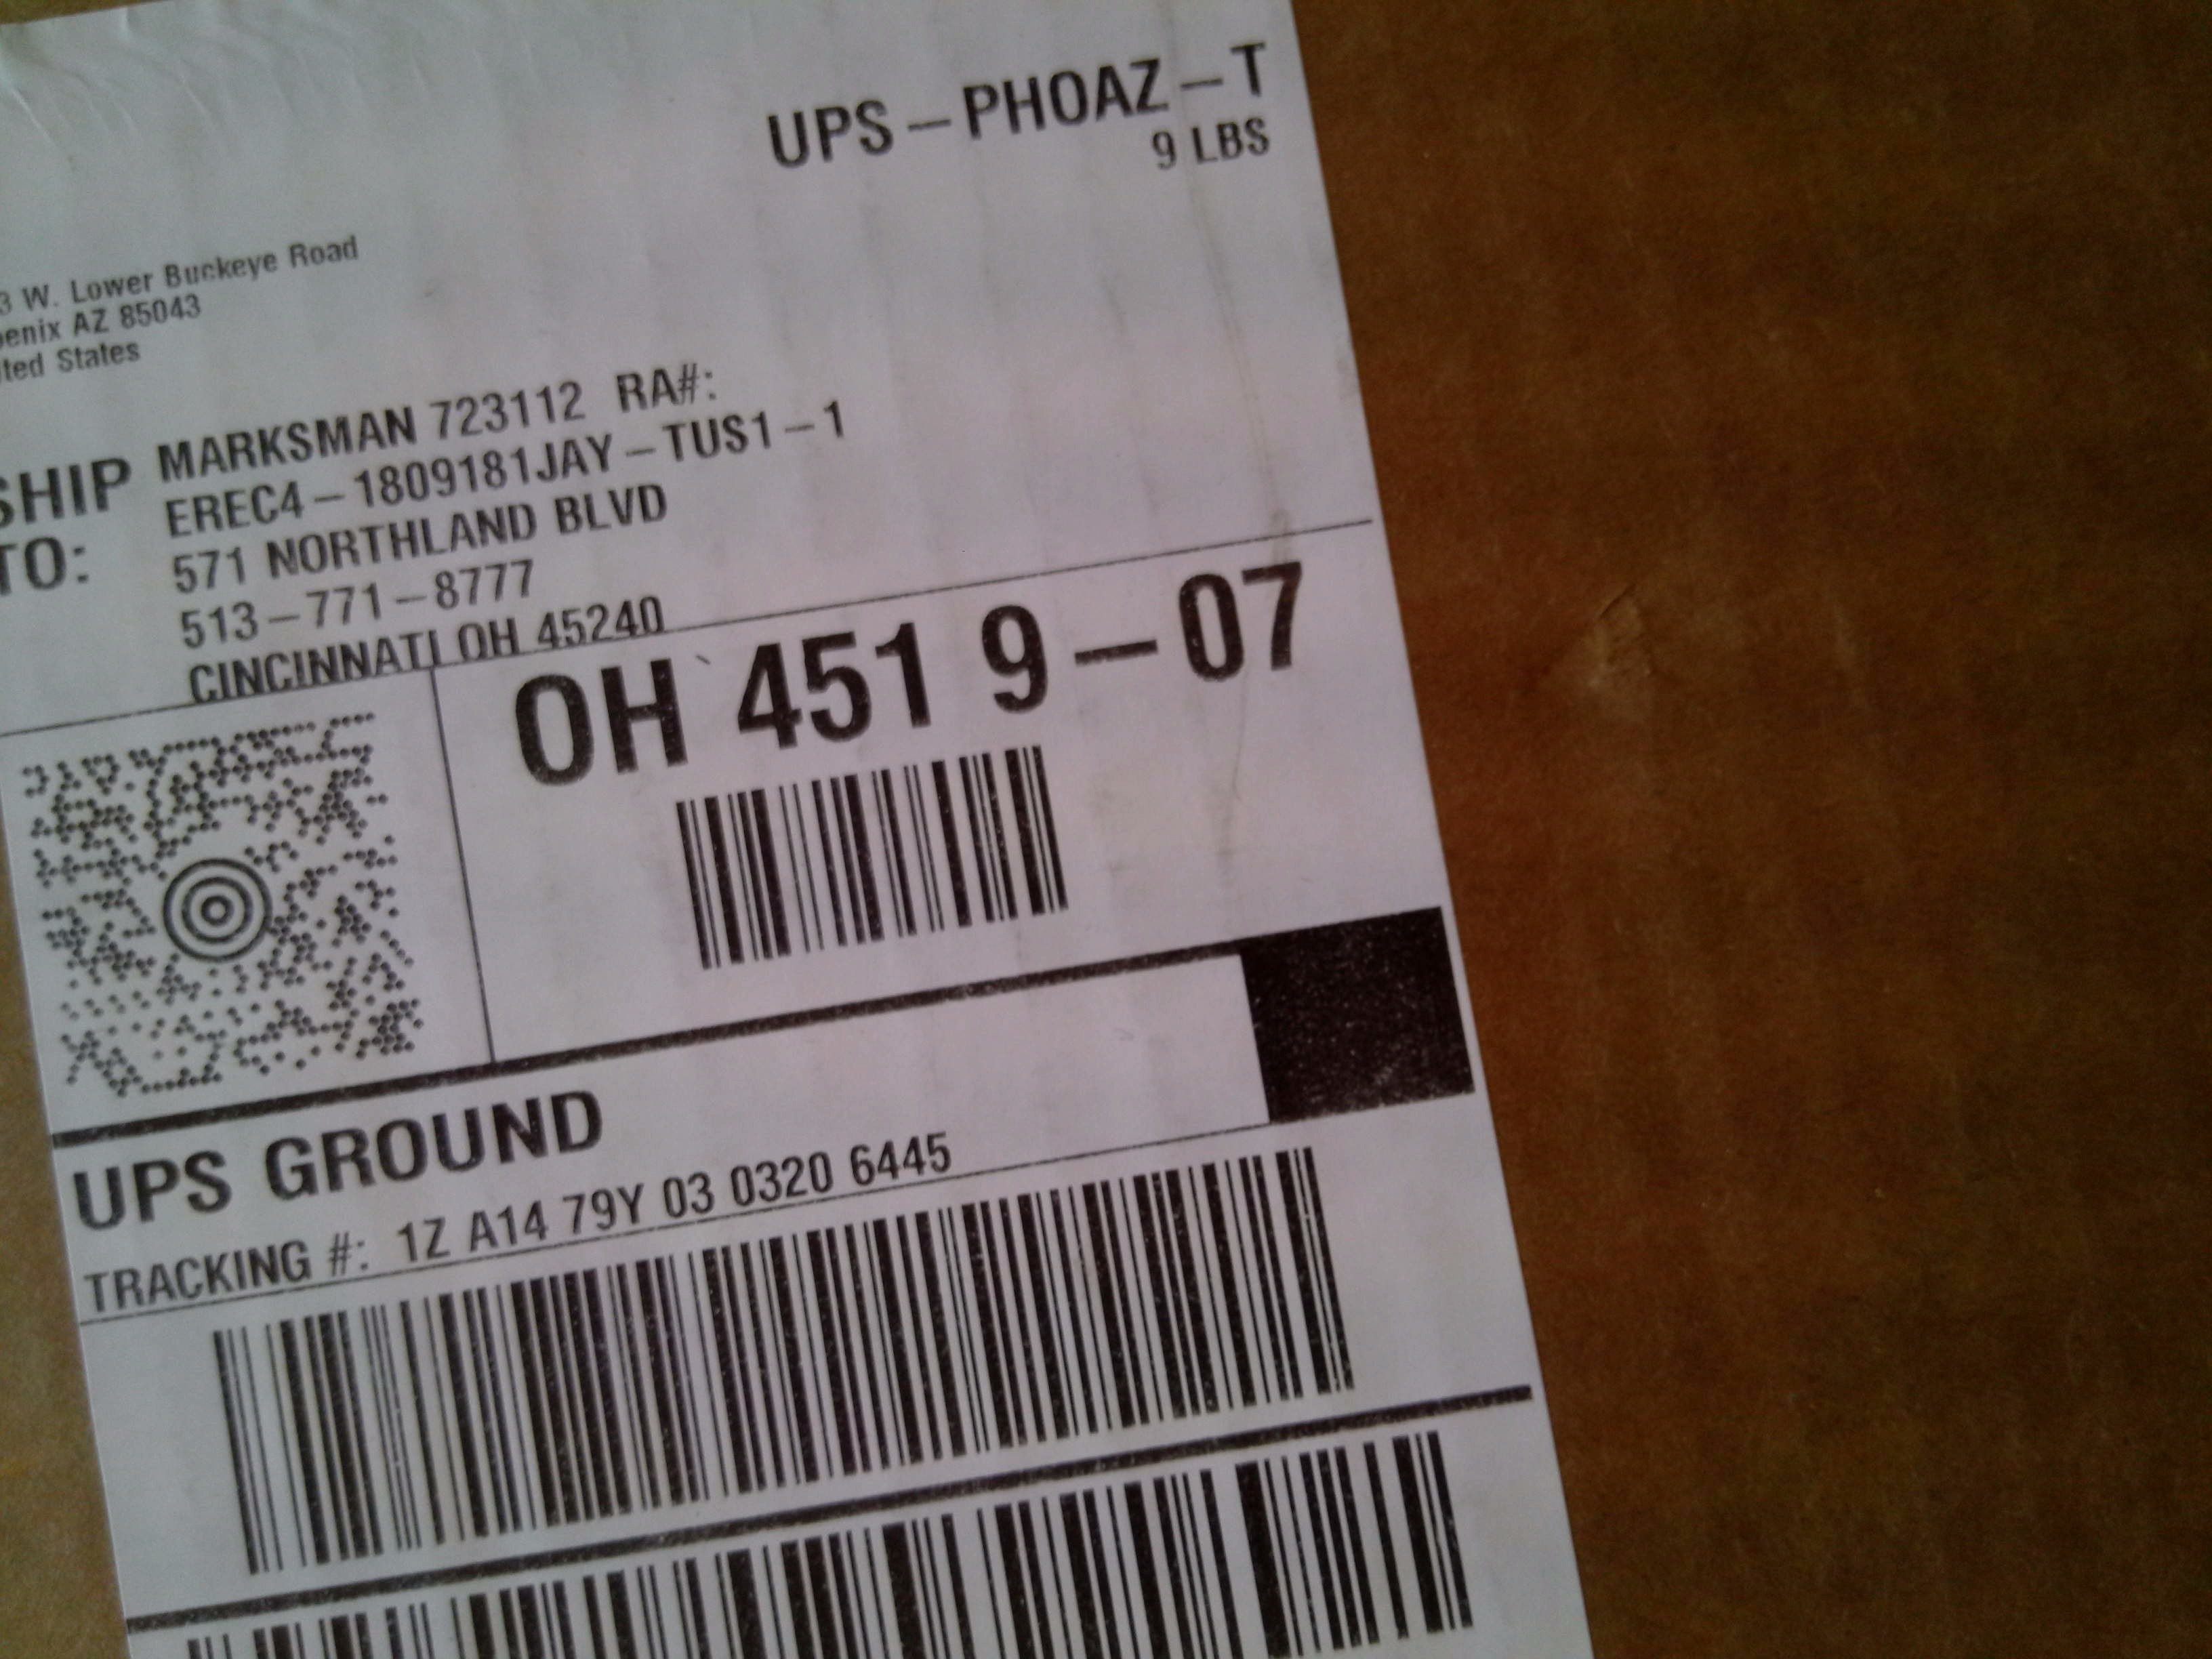 UPS – PHOAZ – T
9 LBS
3 W. Lower Buckeye Road
enix AZ 85043
ted States
SHIP TO:
MARKSMAN 723112 RA#:
EREC4 – 1809181JAY – TUS1 – 1
571 NORTHLAND BLVD
513 – 771 – 8777
CINCINNATI OH 45240
OH 451 9 – 07
UPS GROUND
TRACKING #: 1Z A14 79Y 03 0320 6445